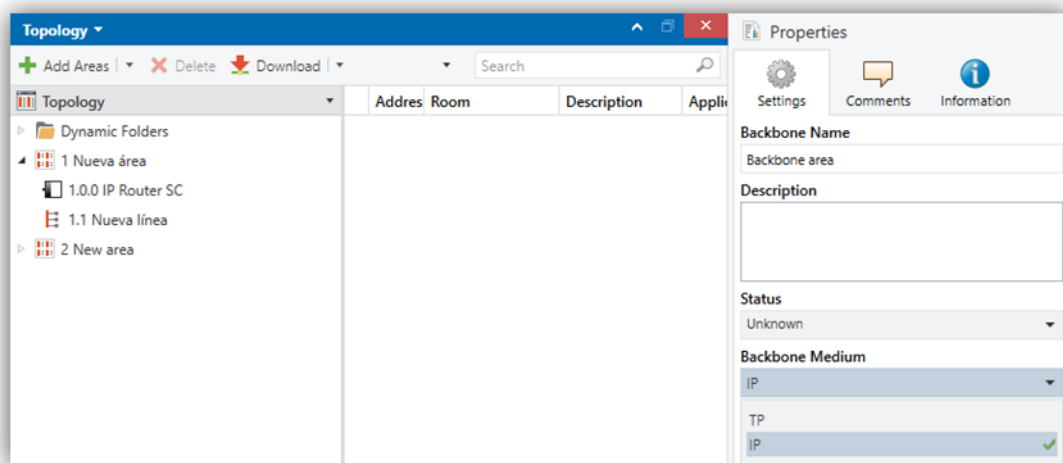 Topology
Add Areas Delete Download Search
Topology Addres Room Description Applic
Dynamic Folders
1 Nueva área
1.0.0 IP Router SC
1.1 Nueva línea
2 New area
Properties
Settings Comments Information
Backbone Name
Backbone area
Description
Status
Unknown
Backbone Medium
IP
TP
IP